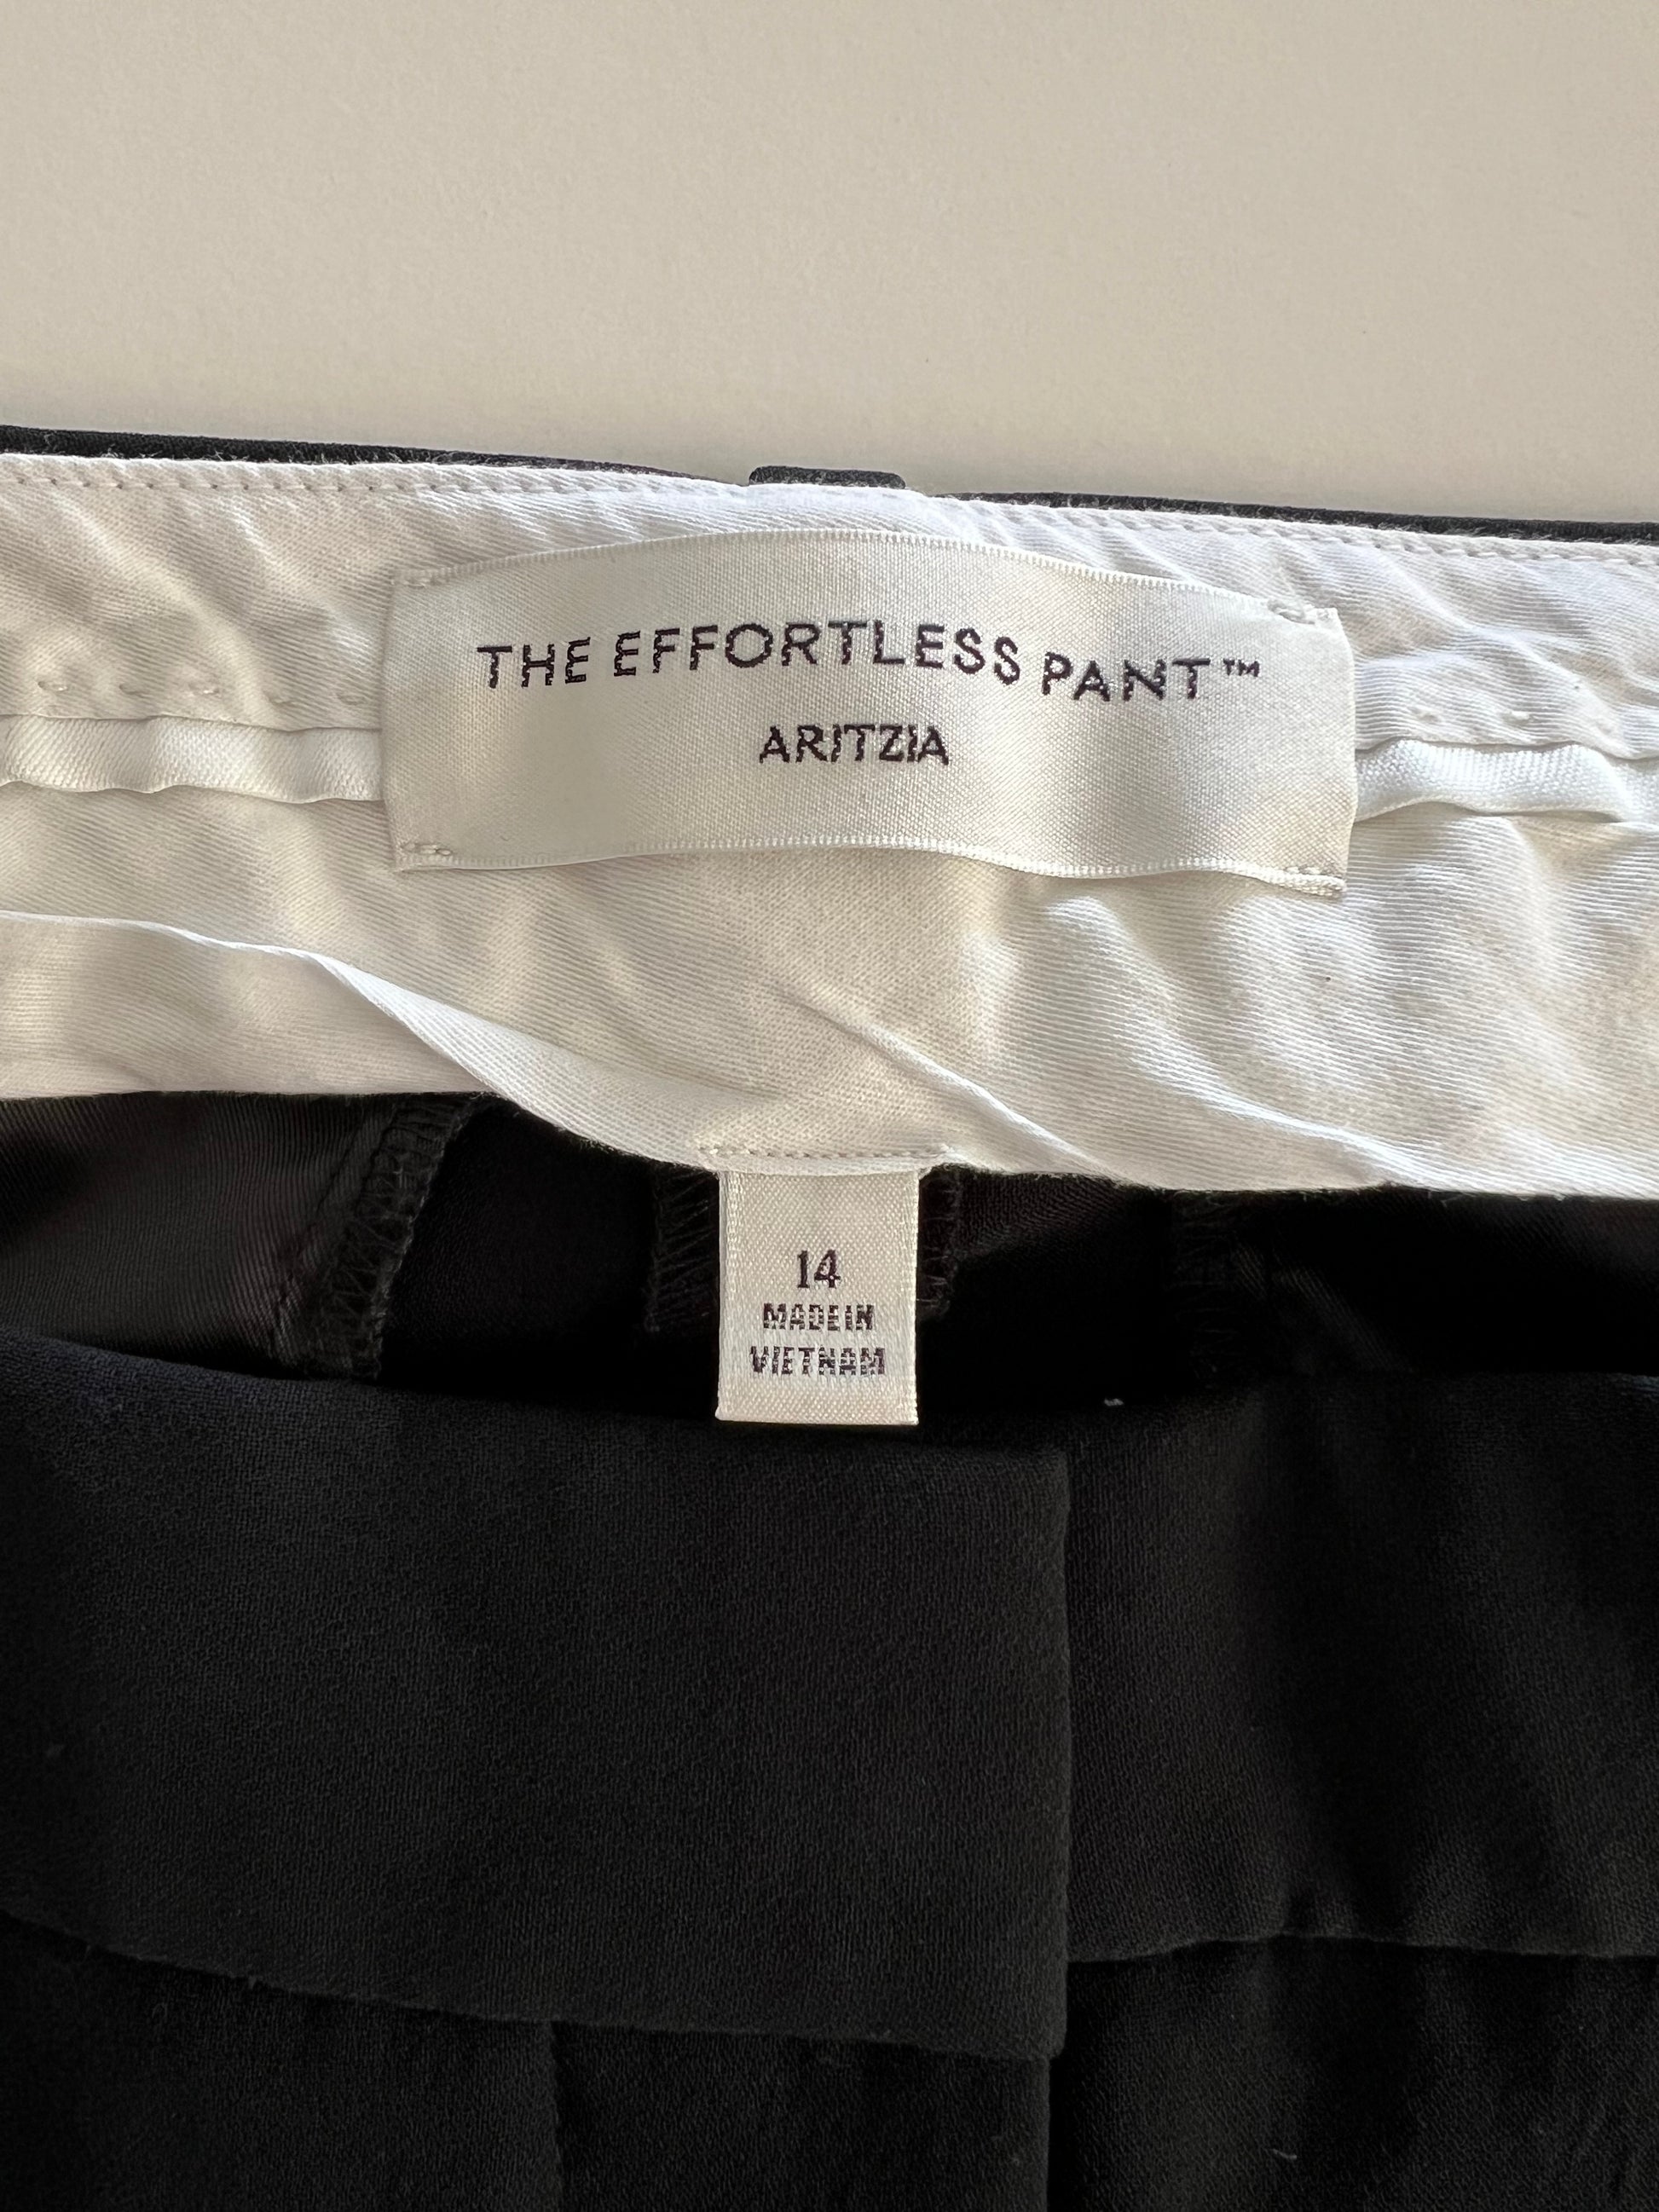 THE EFFORTLESS PANT™
ARITZIA
14
MADE IN
VIETNAM